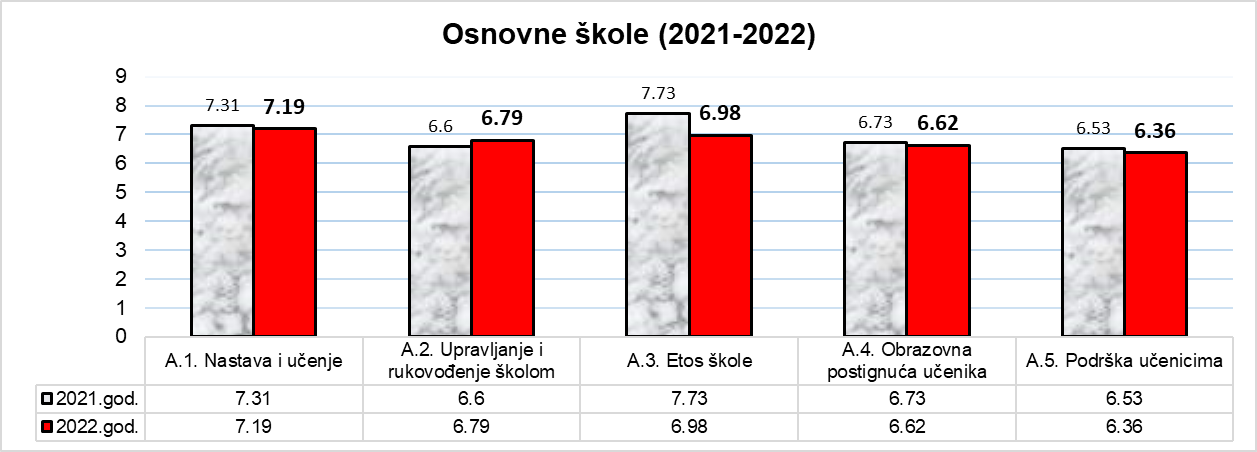 Osnovne škole (2021-2022)
9
8
7
6
5
4
3
2
1
0
7.31
7.19
6.6
6.79
7.73
6.98
6.73
6.62
6.53
6.36
A.1. Nastava i učenje
A.2. Upravljanje i
rukovođenje školom
A.3. Etos škole
A.4. Obrazovna
postignuća učenika
A.5. Podrška učenicima
2021.god. 7.31 6.6 7.73 6.73 6.53
2022.god. 7.19 6.79 6.98 6.62 6.36